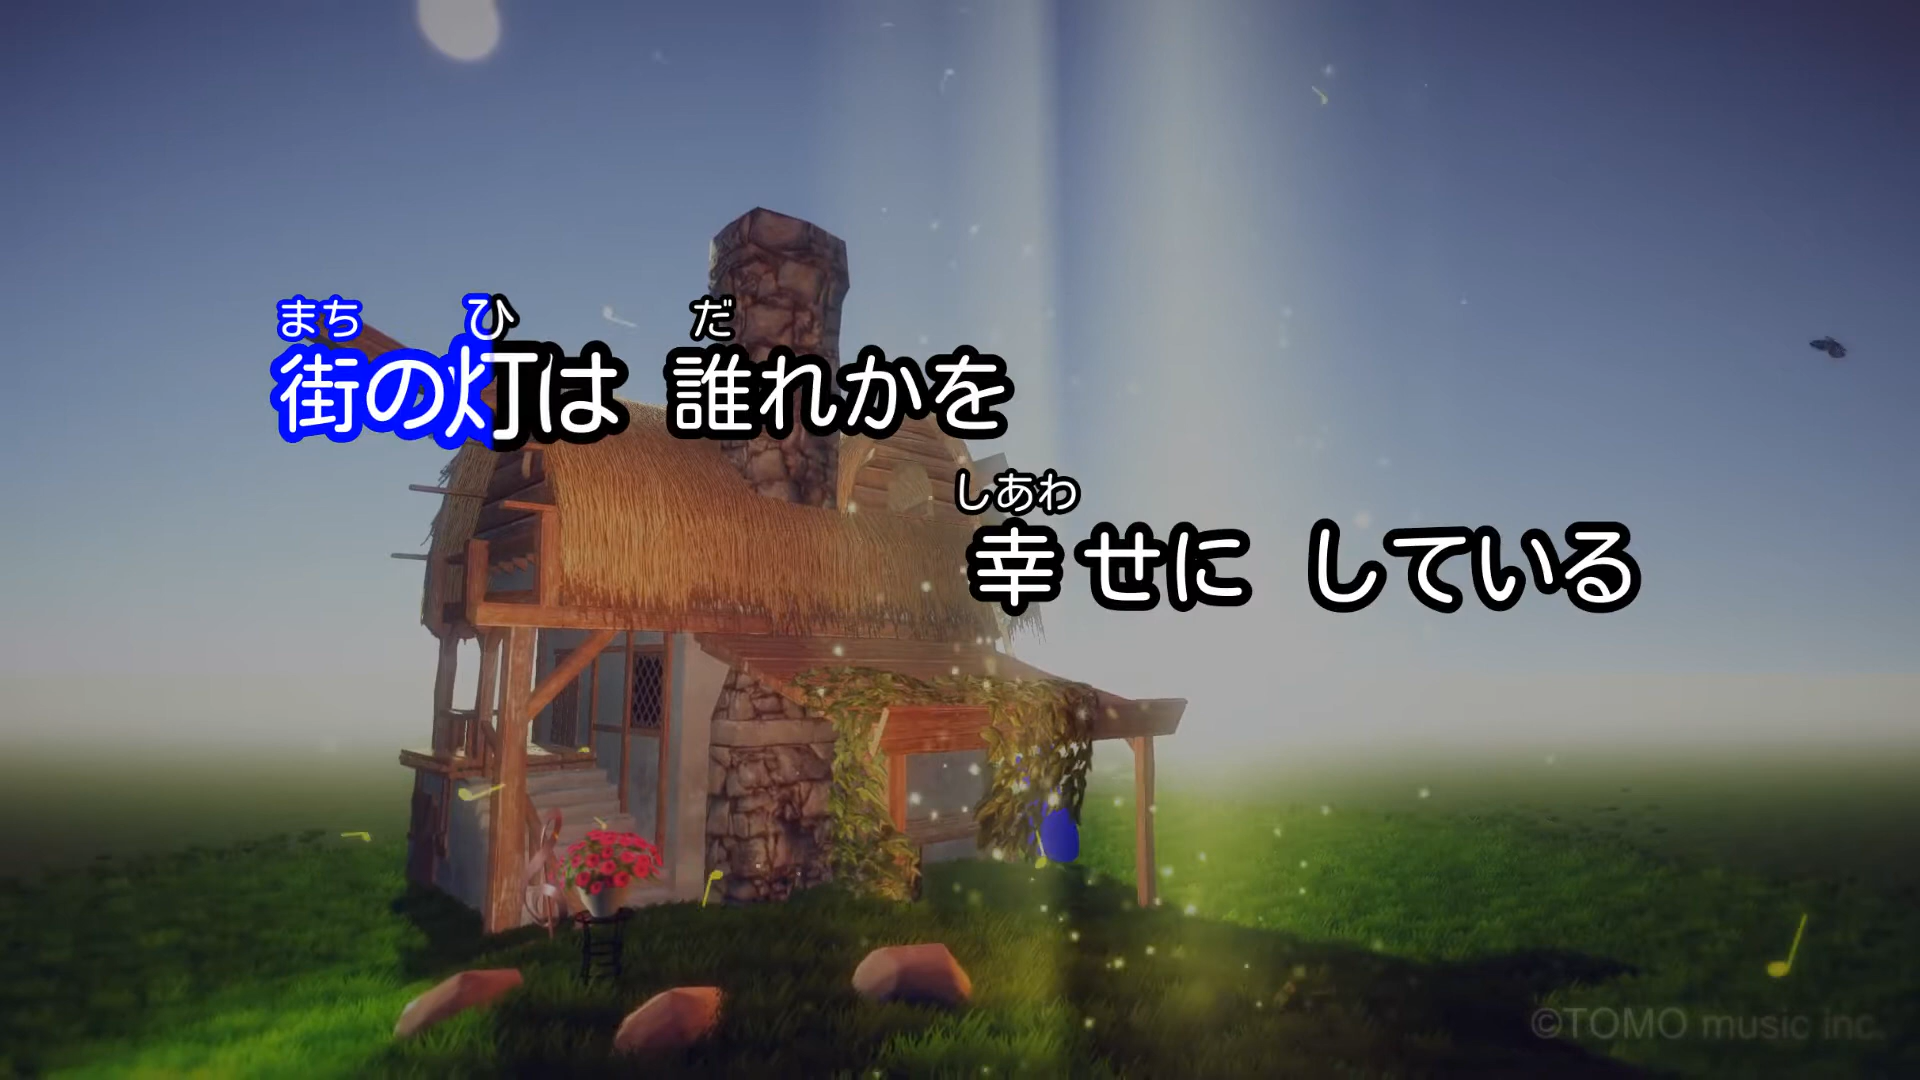 まち ひ だ
街の灯は 誰れかを
しあわ
幸せに している
©TOMO music inc.